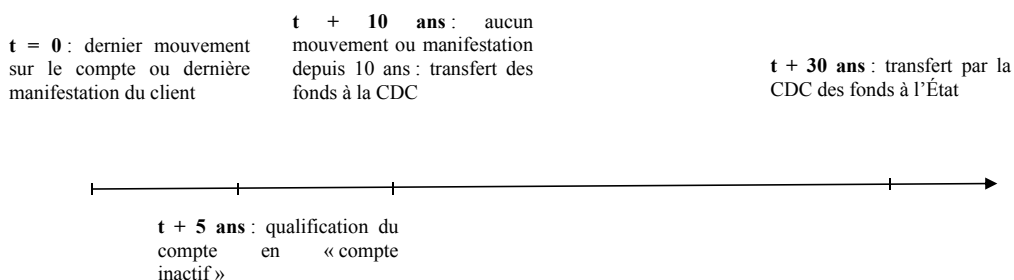 t = 0 : dernier mouvement
sur le compte ou dernière
manifestation du client
t + 10 ans : aucun
mouvement ou manifestation
depuis 10 ans : transfert des
fonds à la CDC
t + 30 ans : transfert par la
CDC des fonds à l’État
t + 5 ans : qualification du
compte en « compte
inactif »